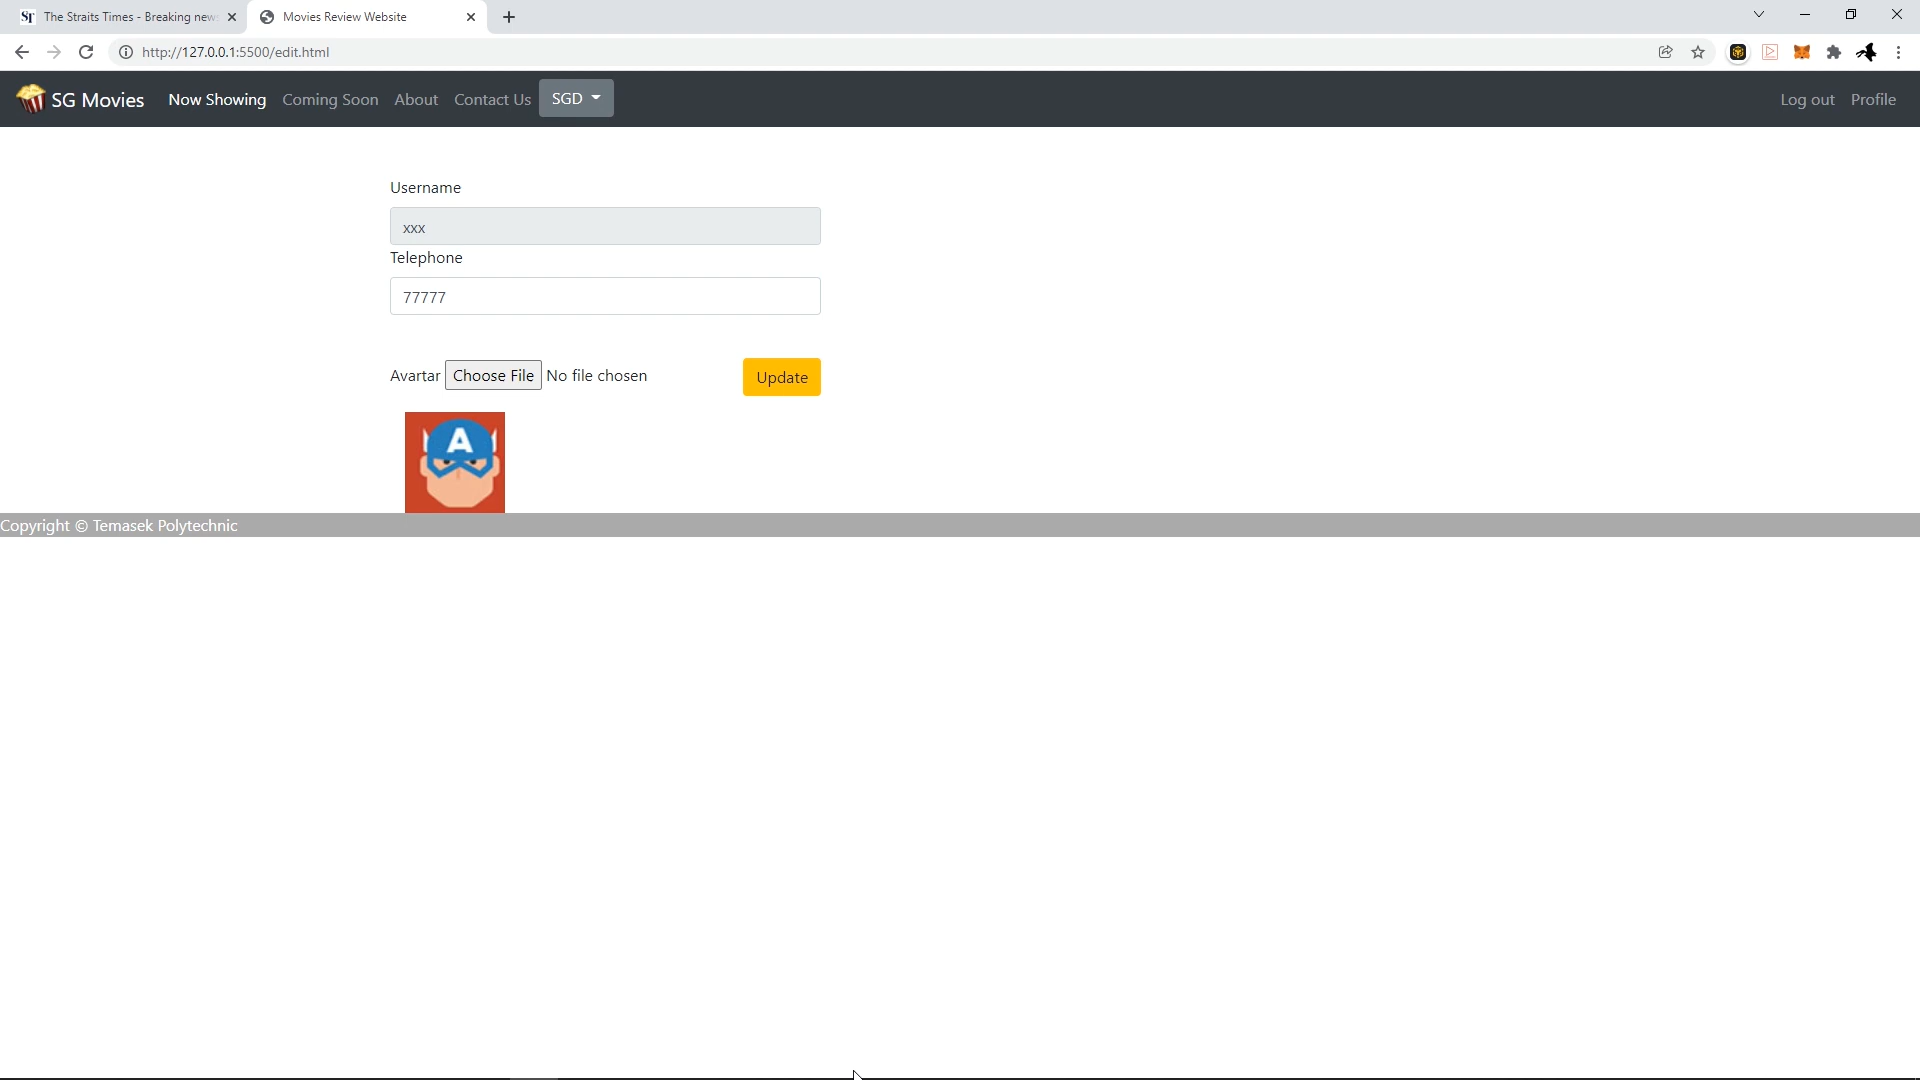 The Straits Times - Breaking new
Movies Review Website
http://127.0.0.1:5500/edit.html
SG Movies
Now Showing
Coming Soon
About
Contact Us
SGD
Log out
Profile
Username
xxx
Telephone
77777
Avartar
Choose File
No file chosen
Update
A
Copyright © Temasek Polytechnic